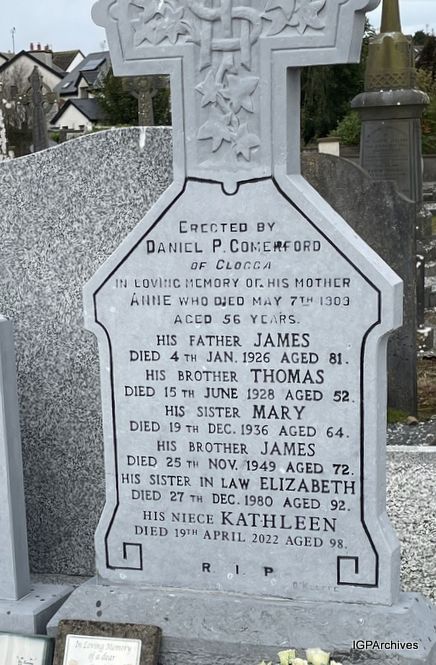 ERECTED BY
DANIEL P. COMERFORD
OF CLOGGA
IN LOVING MEMORY OF HIS MOTHER
ANNE WHO DIED MAY 7TH 1909
AGED 56 YEARS.
HIS FATHER JAMES
DIED 4TH JAN. 1926 AGED 81.
HIS BROTHER THOMAS
DIED 15TH JUNE 1928 AGED 52.
HIS SISTER MARY
DIED 19TH DEC. 1936 AGED 64.
HIS BROTHER JAMES
DIED 25TH NOV. 1949 AGED 72.
HIS SISTER IN LAW ELIZABETH
DIED 27TH DEC. 1980 AGED 92.
HIS NIECE KATHLEEN
DIED 19TH APRIL 2022 AGED 98.
R I P
O'KEEFFE
In Loving Memory
of a dear
IGPArchives